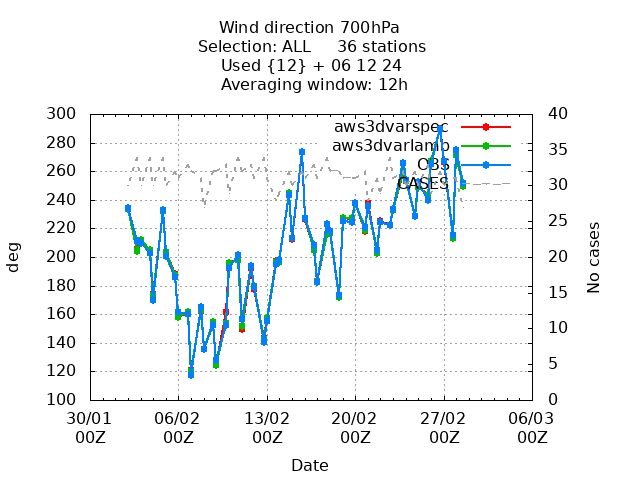 Wind direction 700hPa
Selection: ALL 36 stations
Used {12} + 06 12 24
Averaging window: 12h
300
280
260
240
220
200
180
160
140
120
100
deg
40
35
30
25
20
15
10
5
0
No cases
aws3dvarspec
aws3dvarlamb
OBS
CASES
30/01 06/02 13/02 20/02 27/02 06/03
00Z 00Z 00Z 00Z 00Z 00Z
Date